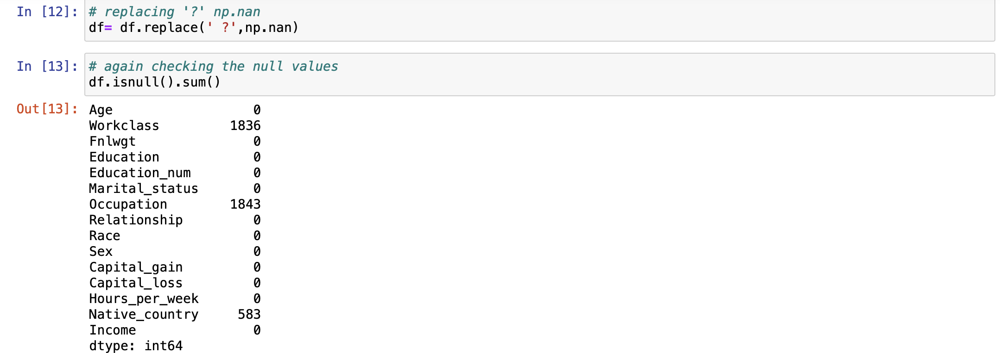 In [12]: # replacing '?' np.nan
df= df.replace(' ?',np.nan)
In [13]: # again checking the null values
df.isnull().sum()
Out[13]: Age 0
Workclass 1836
Fnlwgt 0
Education 0
Education_num 0
Marital_status 0
Occupation 1843
Relationship 0
Race 0
Sex 0
Capital_gain 0
Capital_loss 0
Hours_per_week 0
Native_country 583
Income 0
dtype: int64